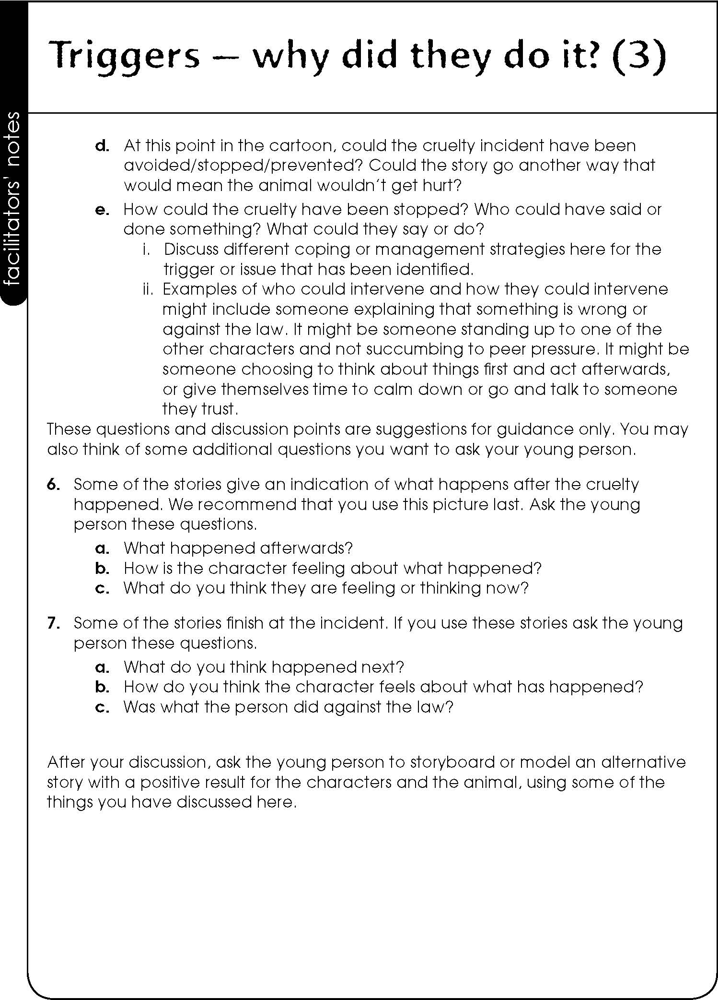 Triggers – why did they do it? (3)
facilitators' notes
d. At this point in the cartoon, could the cruelty incident have been
avoided/stopped/prevented? Could the story go another way that
would mean the animal wouldn't get hurt?
e. How could the cruelty have been stopped? Who could have said or
done something? What could they say or do?
i. Discuss different coping or management strategies here for the
trigger or issue that has been identified.
ii. Examples of who could intervene and how they could intervene
might include someone explaining that something is wrong or
against the law. It might be someone standing up to one of the
other characters and not succumbing to peer pressure. It might be
someone choosing to think about things first and act afterwards,
or give themselves time to calm down or go and talk to someone
they trust.
These questions and discussion points are suggestions for guidance only. You may
also think of some additional questions you want to ask your young person.
6. Some of the stories give an indication of what happens after the cruelty
happened. We recommend that you use this picture last. Ask the young
person these questions.
a. What happened afterwards?
b. How is the character feeling about what happened?
c. What do you think they are feeling or thinking now?
7. Some of the stories finish at the incident. If you use these stories ask the young
person these questions.
a. What do you think happened next?
b. How do you think the character feels about what has happened?
c. Was what the person did against the law?
After your discussion, ask the young person to storyboard or model an alternative
story with a positive result for the characters and the animal, using some of the
things you have discussed here.